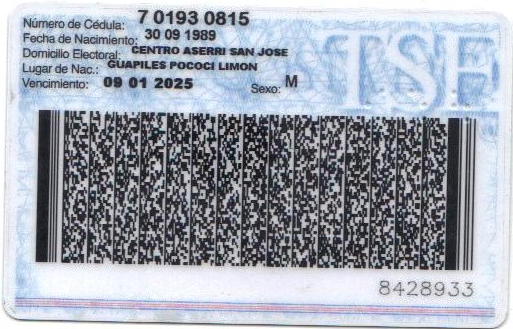 Número de Cédula: 7 0193 0815
Fecha de Nacimiento: 30 09 1989
Domicilio Electoral: CENTRO ASERRI SAN JOSE
Lugar de Nac.: GUAPILES POCOCI LIMON
Vencimiento: 09 01 2025 Sexo: M
TSE
8428933